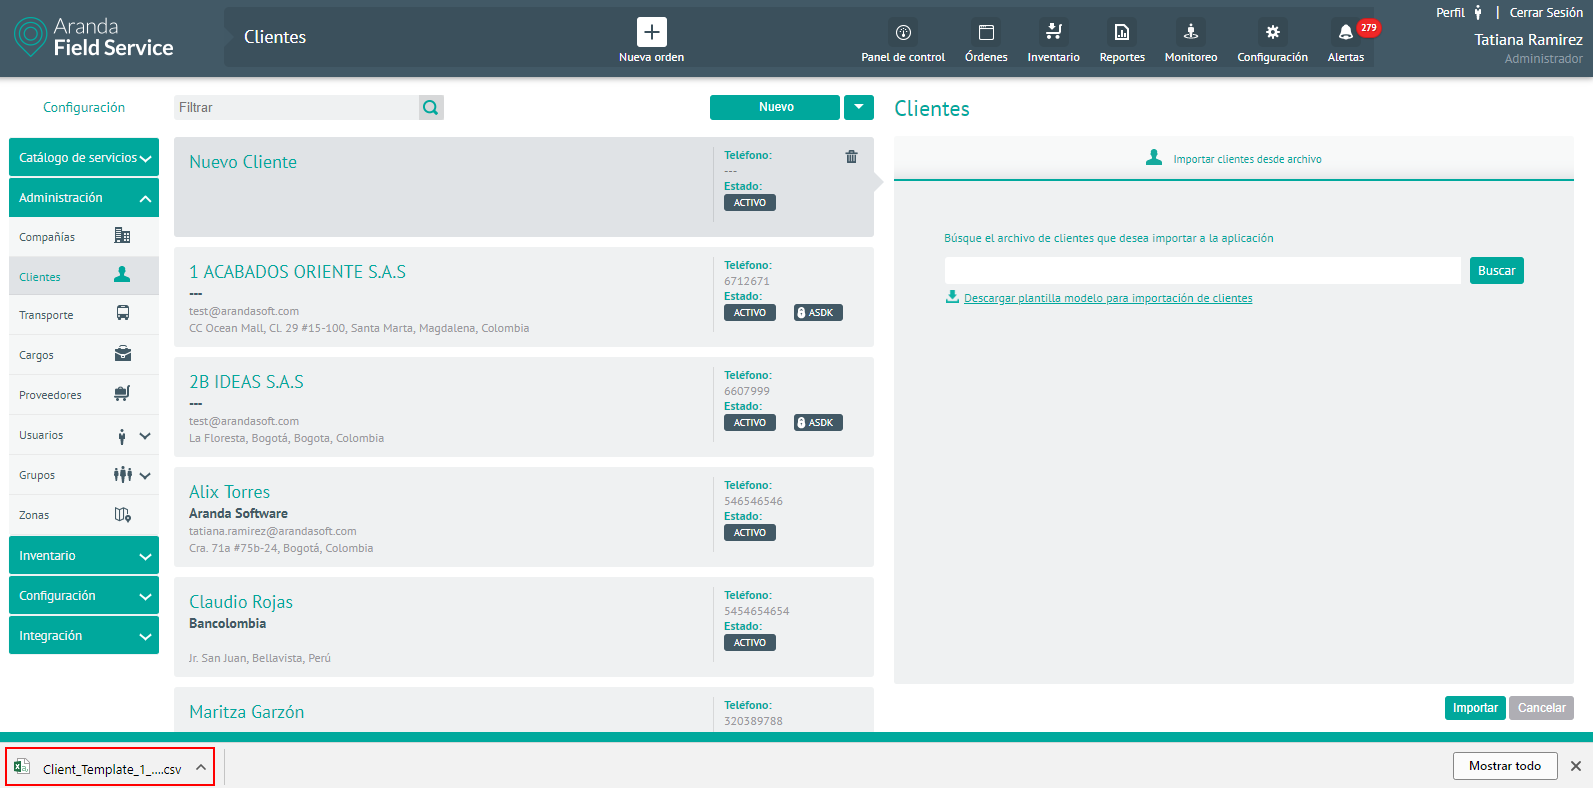 Aranda
Field Service
Clientes
Nueva orden
Panel de control
Órdenes
Inventario
Reportes
Monitoreo
Configuración
Alertas
279
Perfil | Cerrar Sesión
Tatiana Ramirez
Administrador
Configuración
Catálogo de servicios
Administración
Compañías
Clientes
Transporte
Cargos
Proveedores
Usuarios
Grupos
Zonas
Inventario
Configuración
Integración
Filtrar
Nuevo
Nuevo Cliente
Teléfono:
---
Estado:
ACTIVO
1 ACABADOS ORIENTE S.A.S
---
test@arandasoft.com
CC Ocean Mall, Cl. 29 #15-100, Santa Marta, Magdalena, Colombia
Teléfono:
6712671
Estado:
ACTIVO
ASDK
2B IDEAS S.A.S
---
test@arandasoft.com
La Floresta, Bogotá, Bogota, Colombia
Teléfono:
6607999
Estado:
ACTIVO
ASDK
Alix Torres
Aranda Software
tatiana.ramirez@arandasoft.com
Cra. 71a #75b-24, Bogotá, Colombia
Teléfono:
546546546
Estado:
ACTIVO
Claudio Rojas
Bancolombia
Jr. San Juan, Bellavista, Perú
Teléfono:
5454654654
Estado:
ACTIVO
Maritza Garzón
Teléfono:
320389788
Clientes
Importar clientes desde archivo
Búsque el archivo de clientes que desea importar a la aplicación
Buscar
Descargar plantilla modelo para importación de clientes
Importar
Cancelar
Client_Template_1_....csv
Mostrar todo